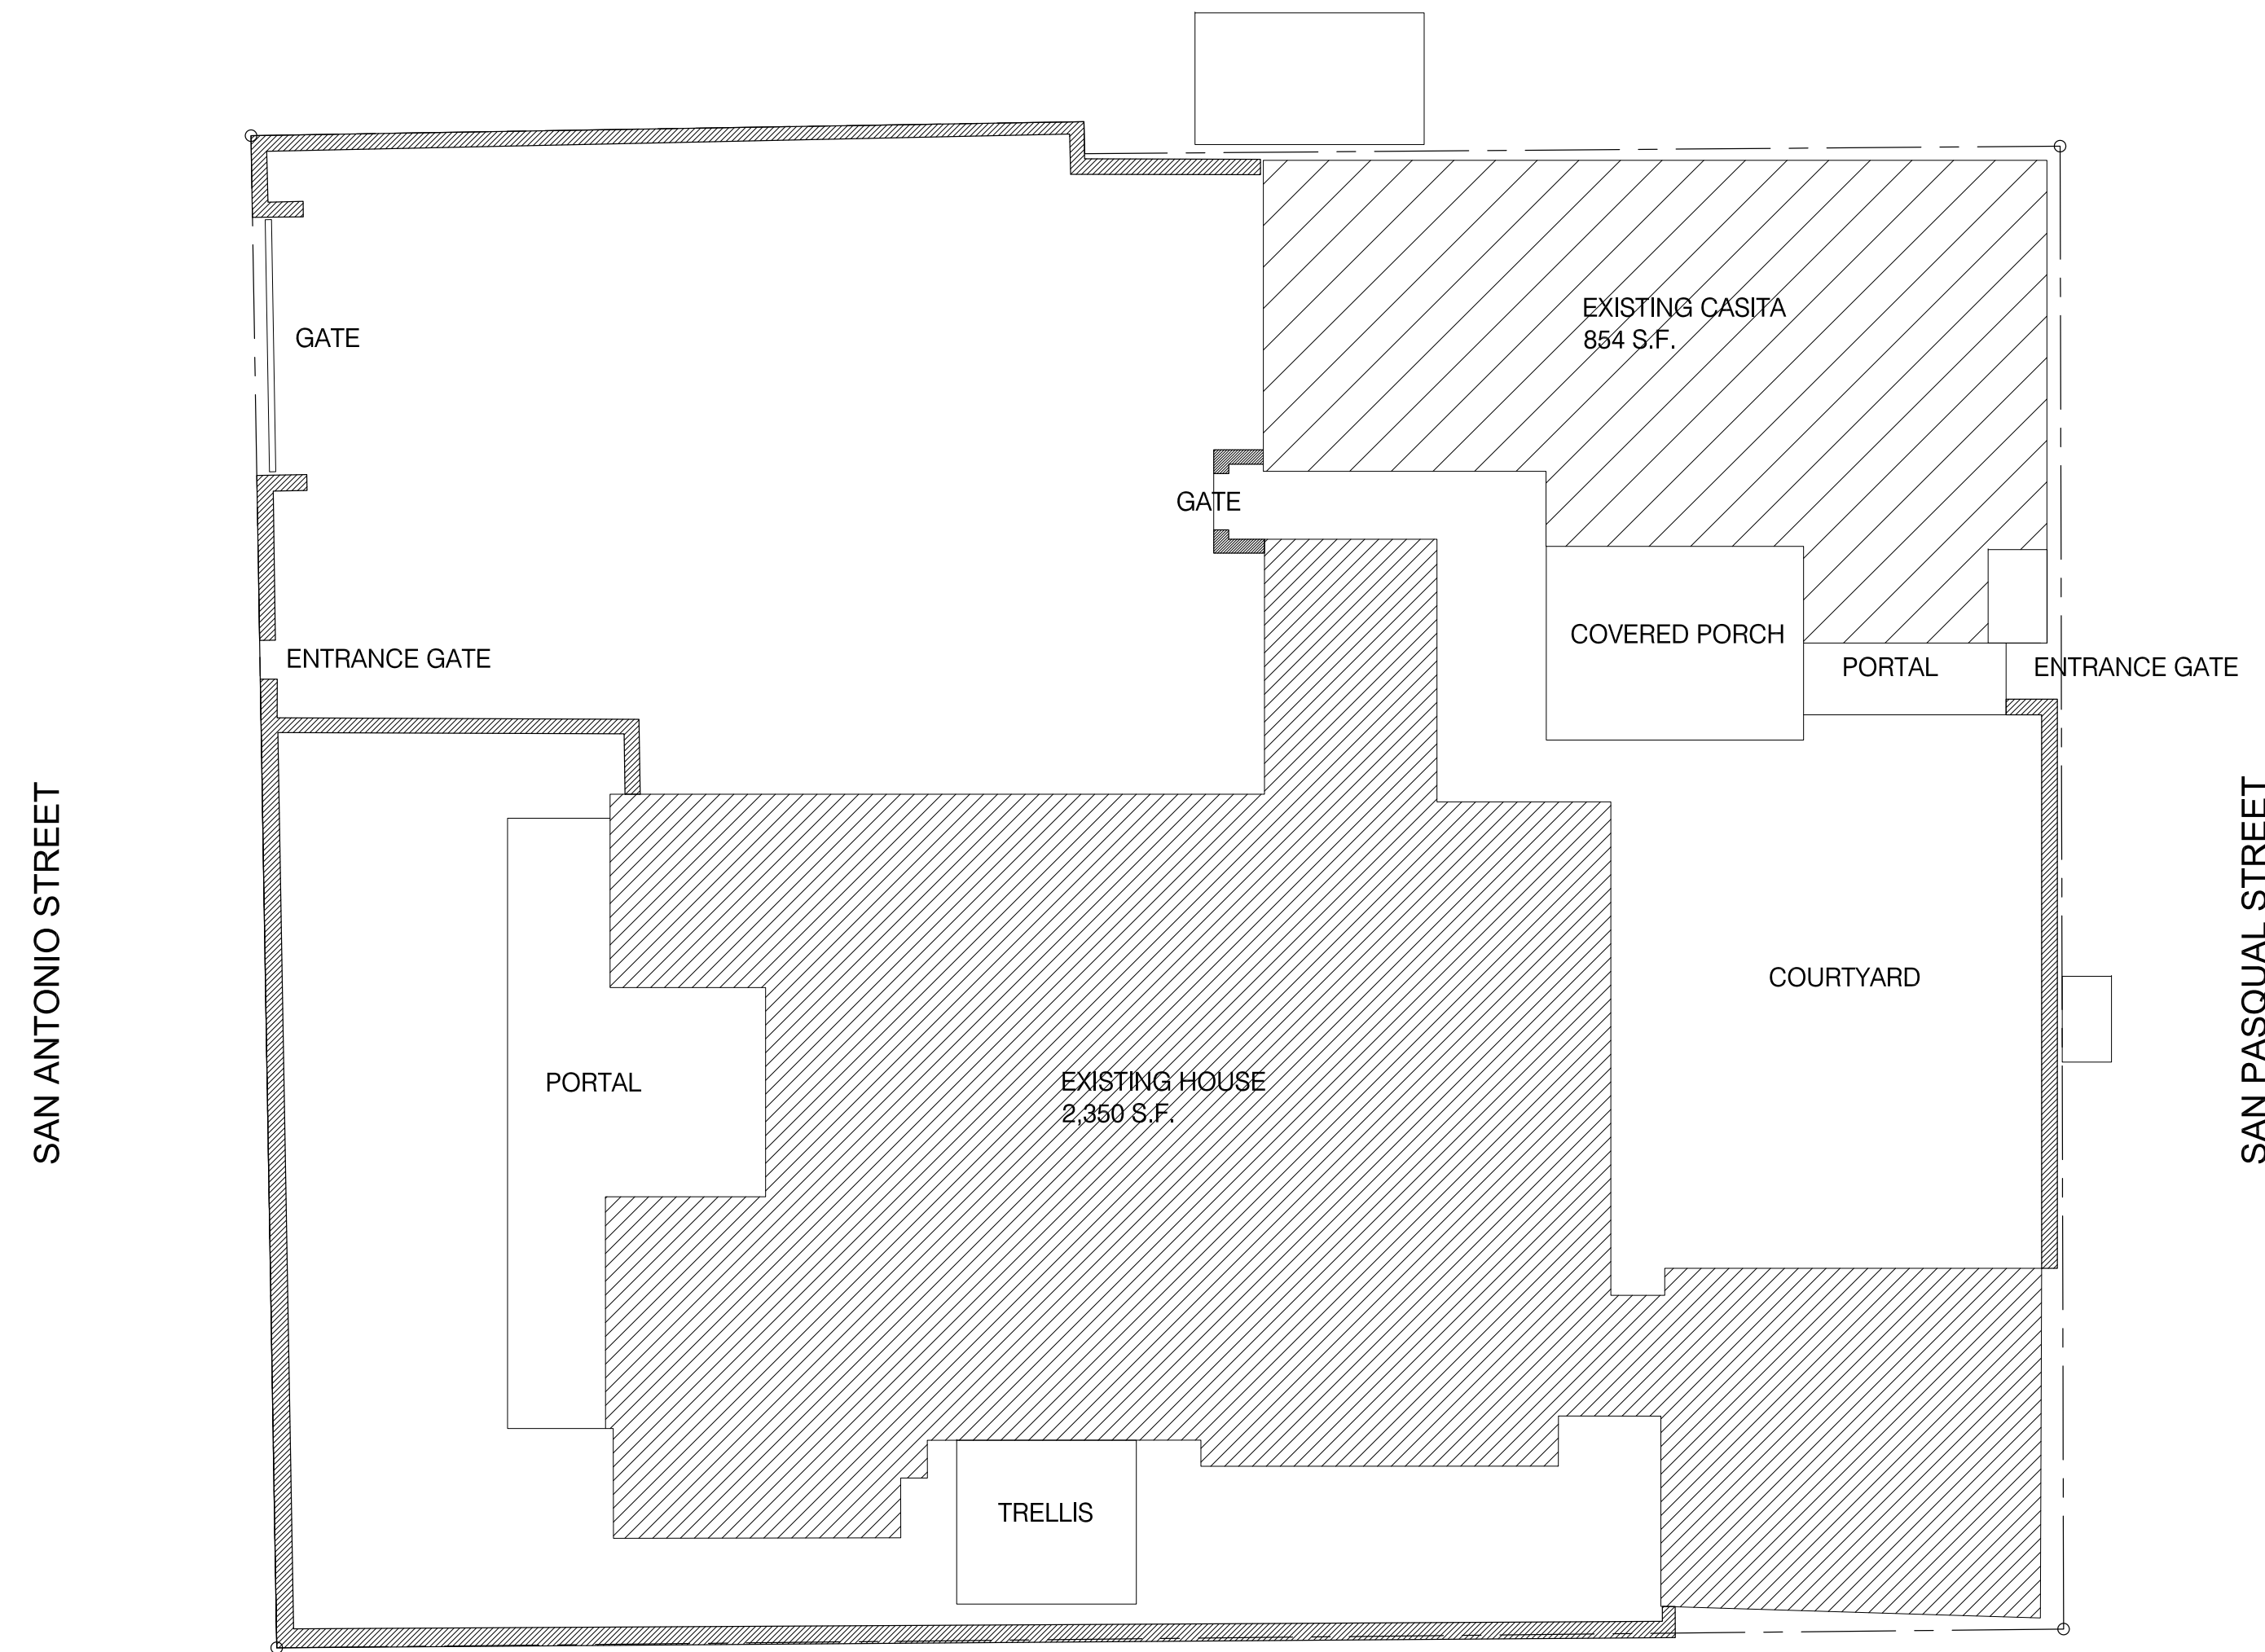 EXISTING CASITA
854 S.F.
GATE
GATE
COVERED PORCH
ENTRANCE GATE
PORTAL
ENTRANCE GATE
SAN ANTONIO STREET
SAN PASQUAL STREET
COURTYARD
PORTAL
EXISTING HOUSE
2,350 S.F.
TRELLIS